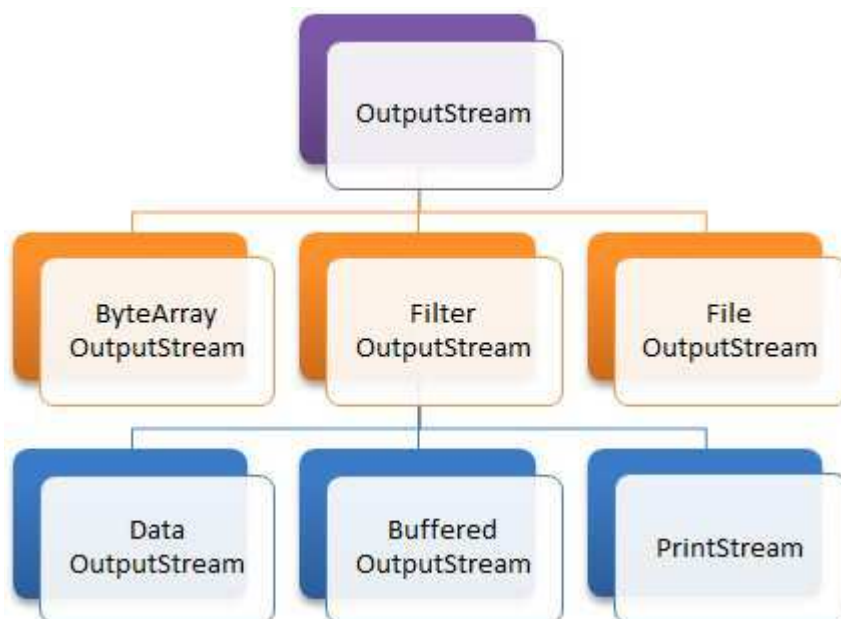 OutputStream
ByteArray
OutputStream
Filter
OutputStream
File
OutputStream
Data
OutputStream
Buffered
OutputStream
PrintStream